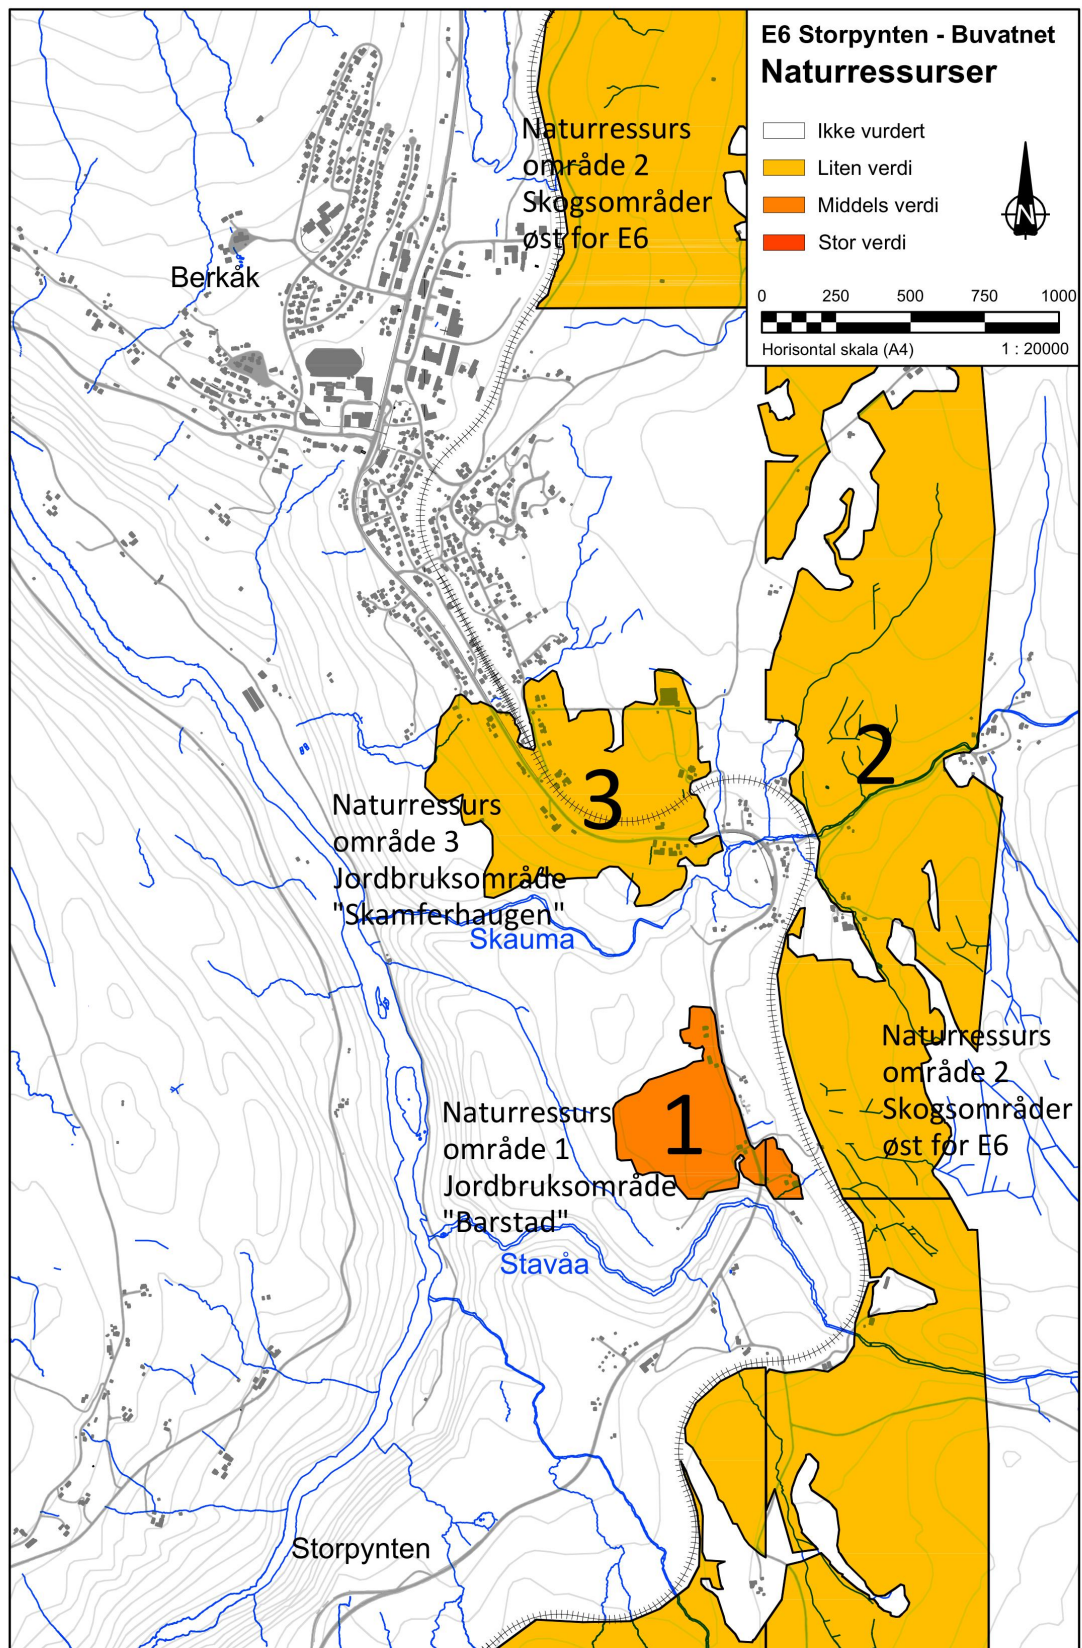 E6 Storpynten - Buvatnet
Naturressurser
Ikke vurdert
Liten verdi
Middels verdi
Stor verdi
N
0 250 500 750 1000
Horisontal skala (A4) 1 : 20000
Naturressurs
område 2
Skogsområder
øst for E6
Berkåk
2
3
Naturressurs
område 3
Jordbruksområde
"Skamferhaugen"
Skauma
Naturressurs
område 2
Skogsområder
øst for E6
1
Naturressurs
område 1
Jordbruksområde
"Barstad"
Stavåa
Storpynten